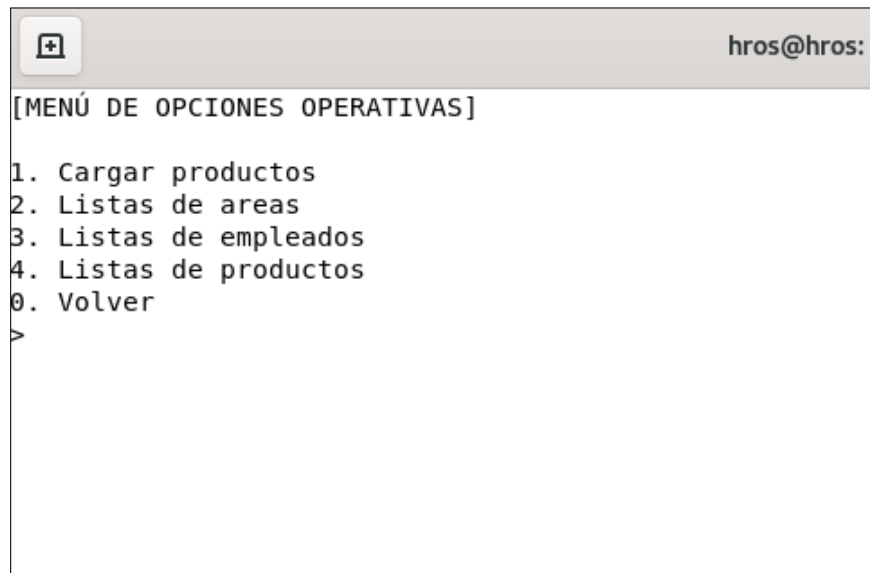 hros@hros:
[MENÚ DE OPCIONES OPERATIVAS]
1. Cargar productos
2. Listas de areas
3. Listas de empleados
4. Listas de productos
0. Volver
>